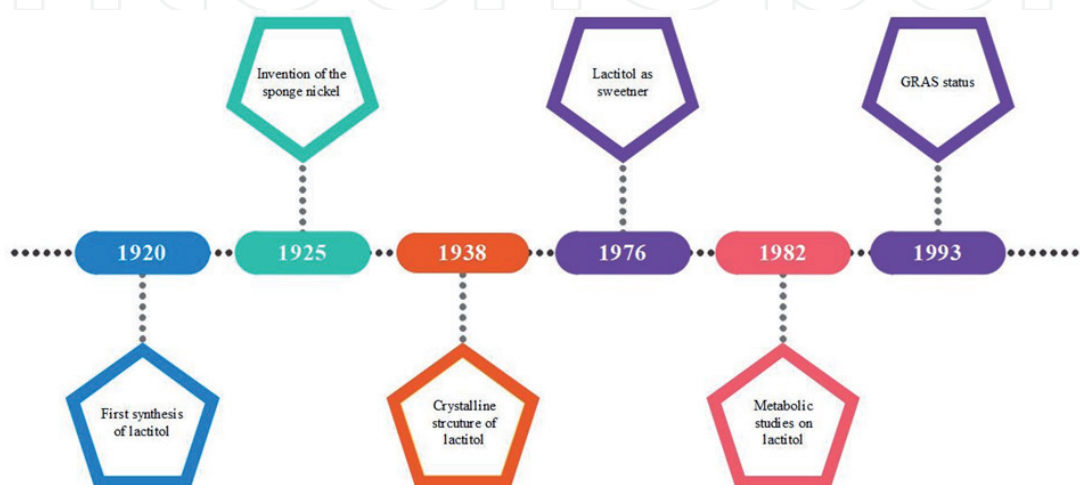 Invention of the
sponge nickel
Lactitol as
sweetner
GRAS status
1920
1925
1938
1976
1982
1993
First synthesis
of lactitol
Crystalline
strcuture of
lactitol
Metabolic
studies on
lactitol